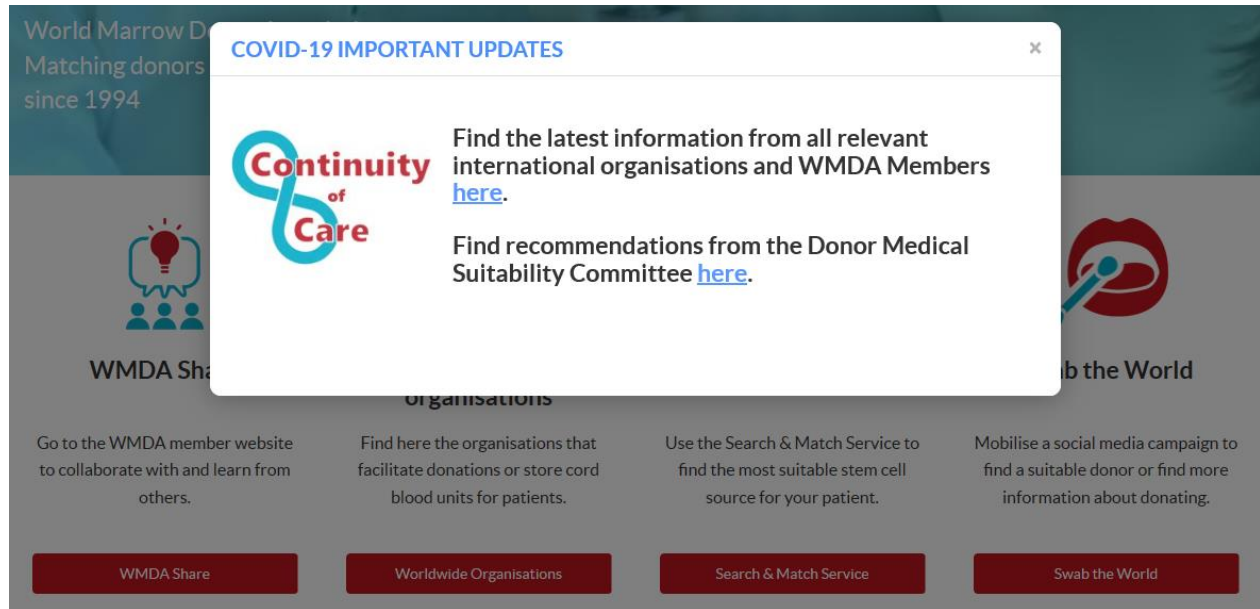 World Marrow D
Matching donors
since 1994
COVID-19 IMPORTANT UPDATES
×
Continuity
of
Care
Find the latest information from all relevant
international organisations and WMDA Members
here.
Find recommendations from the Donor Medical
Suitability Committee here.
WMDA Sha
organisations
b the World
Go to the WMDA member website
to collaborate with and learn from
others.
Find here the organisations that
facilitate donations or store cord
blood units for patients.
Use the Search & Match Service to
find the most suitable stem cell
source for your patient.
Mobilise a social media campaign to
find a suitable donor or find more
information about donating.
WMDA Share
Worldwide Organisations
Search & Match Service
Swab the World